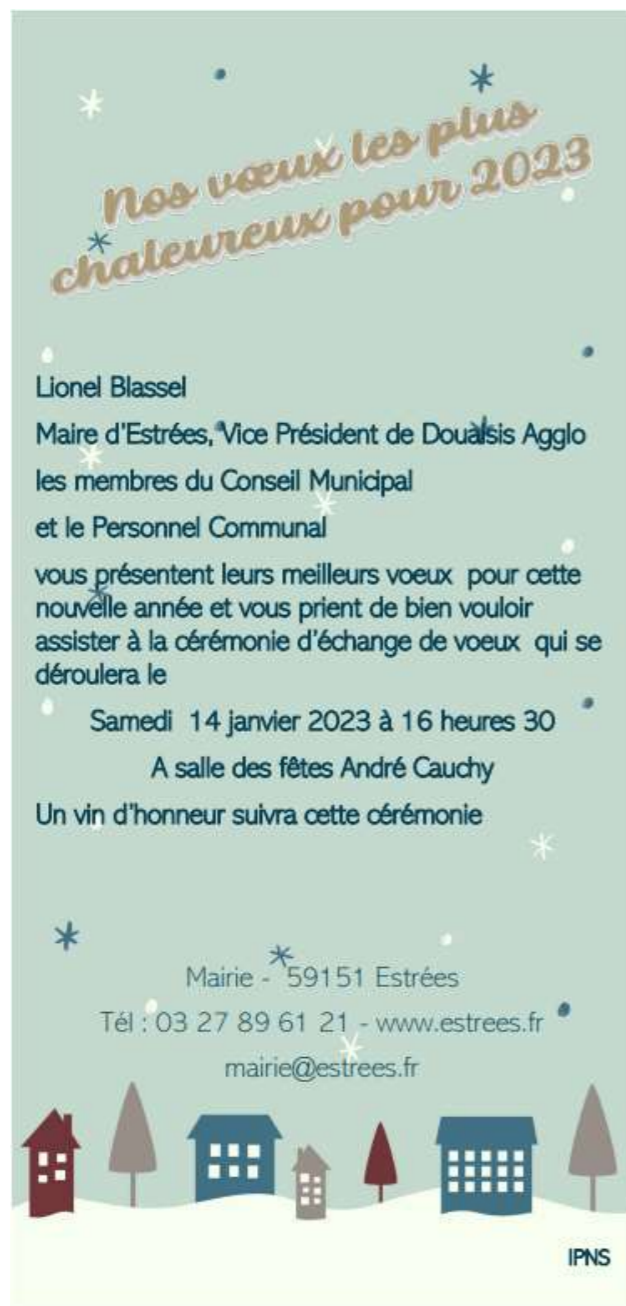 Nos vœux les plus
chaleureux pour 2023
Lionel Blassel
Maire d'Estrées, Vice Président de Douaisis Agglo
les membres du Conseil Municipal
et le Personnel Communal
vous présentent leurs meilleurs voeux pour cette
nouvelle année et vous prient de bien vouloir
assister à la cérémonie d'échange de voeux qui se
déroulera le
Samedi 14 janvier 2023 à 16 heures 30
A salle des fêtes André Cauchy
Un vin d'honneur suivra cette cérémonie
Mairie - 59151 Estrées
Tél : 03 27 89 61 21 - www.estrees.fr
mairie@estrees.fr
IPNS